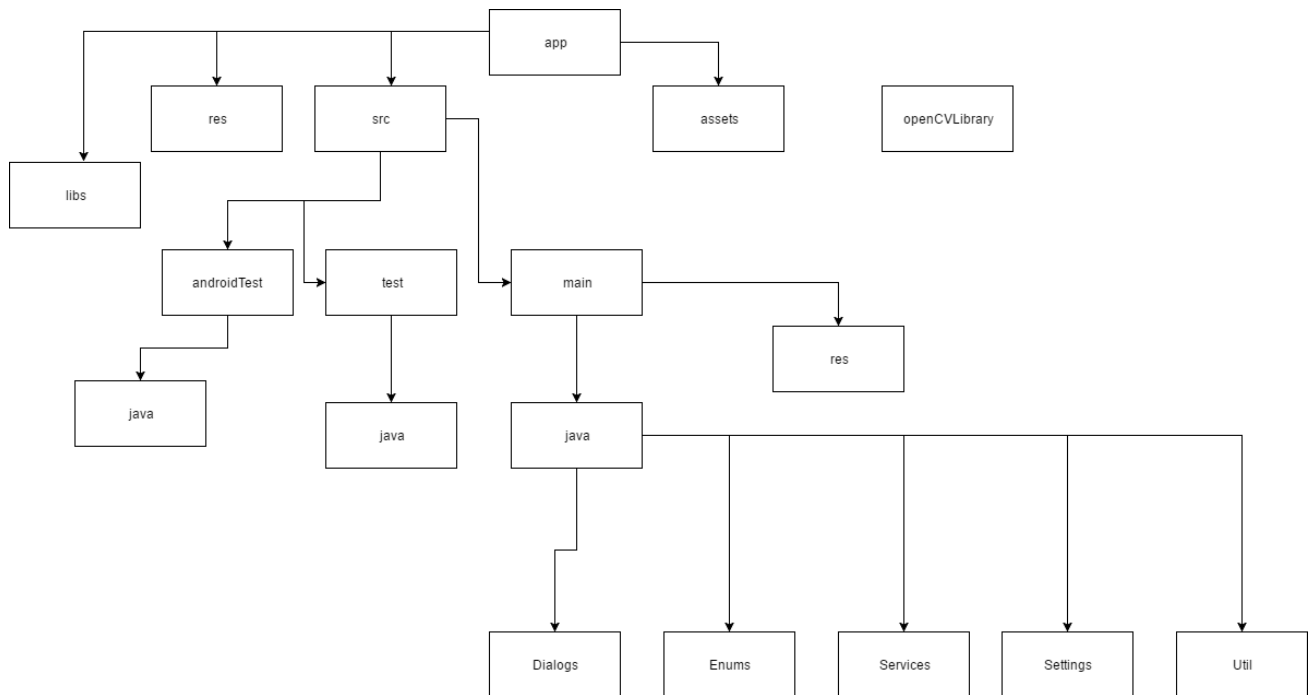 app
res
src
assets
openCVLibrary
libs
androidTest
test
main
res
java
java
java
Dialogs
Enums
Services
Settings
Util